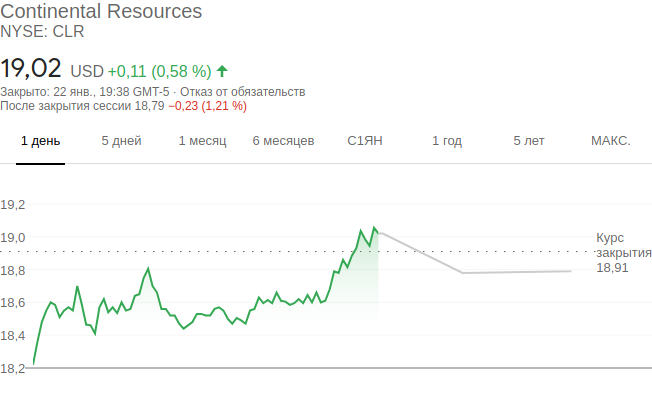 Continental Resources
NYSE: CLR
19,02 USD +0,11 (0,58 %)
Закрыто: 22 янв., 19:38 GMT-5 · Отказ от обязательств
После закрытия сессии 18,79 −0,23 (1,21 %)
1 день 5 дней 1 месяц 6 месяцев С1ЯН 1 год 5 лет МАКС.
19,2
19,0
18,8
18,6
18,4
18,2
Курс
закрытия
18,91